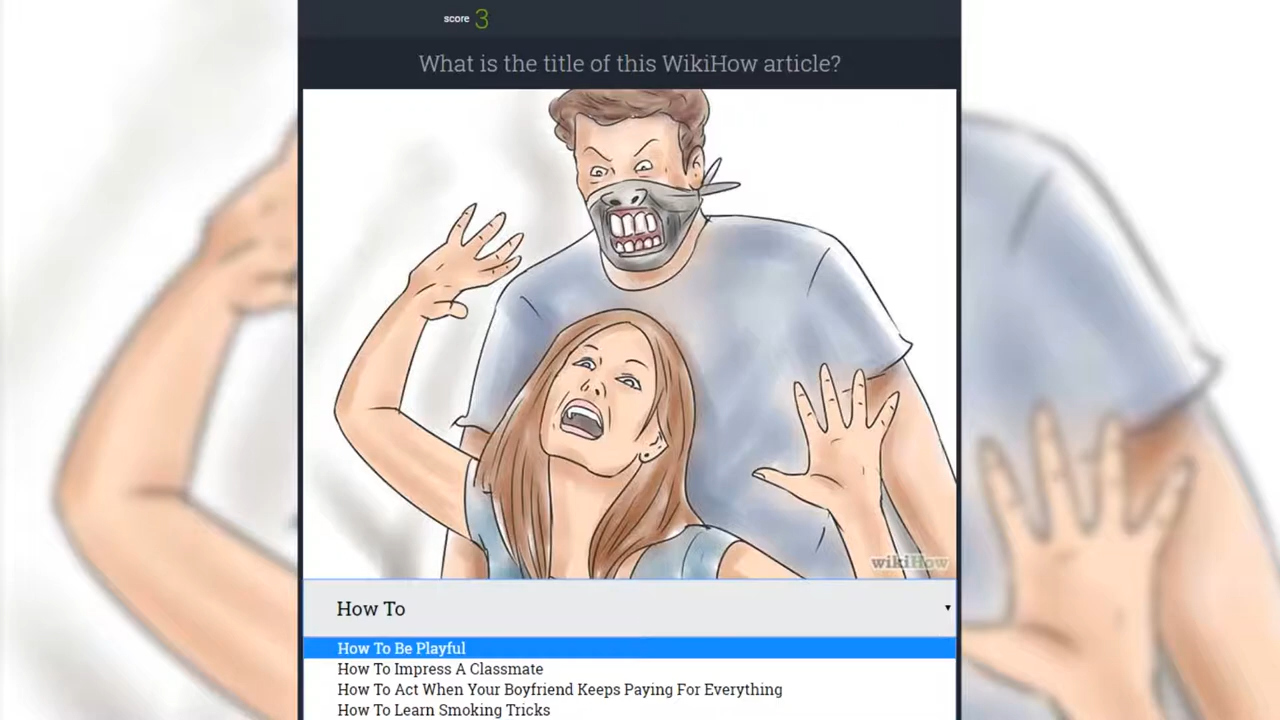 score 3
What is the title of this WikiHow article?
wikiHow
How To
How To Be Playful
How To Impress A Classmate
How To Act When Your Boyfriend Keeps Paying For Everything
How To Learn Smoking Tricks